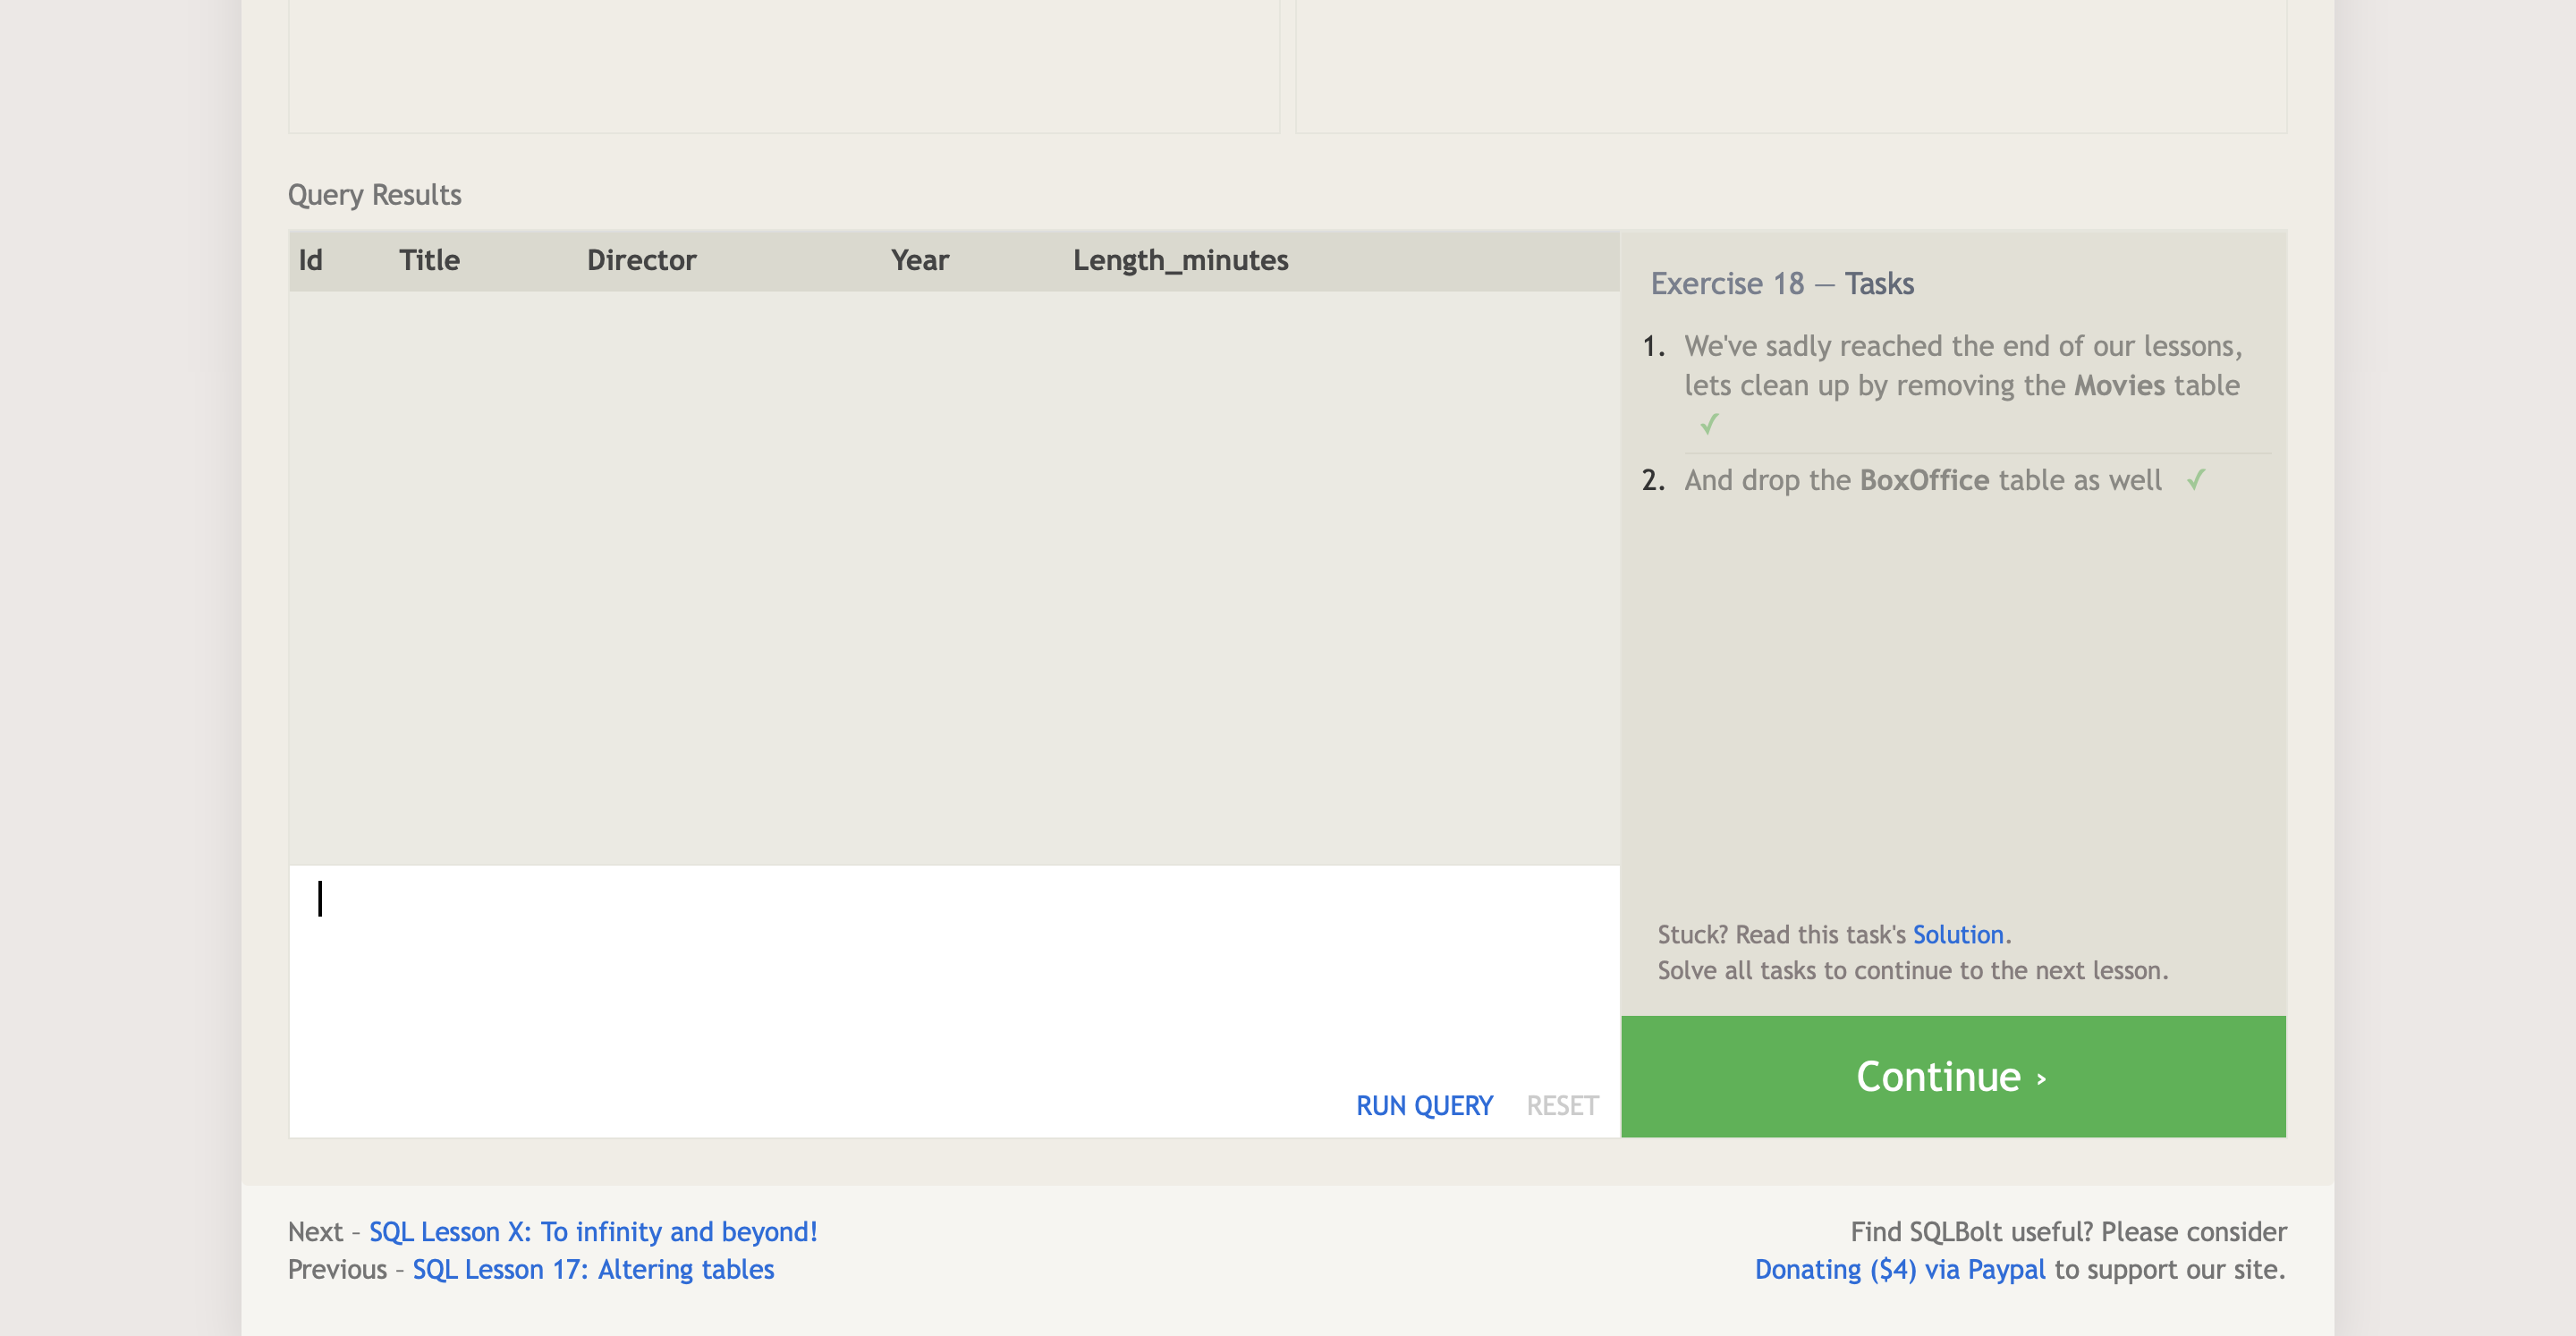 Query Results
Id Title Director Year Length_minutes
Exercise 18 — Tasks
1. We've sadly reached the end of our lessons,
lets clean up by removing the Movies table
✓
2. And drop the BoxOffice table as well ✓
Stuck? Read this task's Solution.
Solve all tasks to continue to the next lesson.
RUN QUERY RESET
Continue ›
Next – SQL Lesson X: To infinity and beyond!
Previous – SQL Lesson 17: Altering tables
Find SQLBolt useful? Please consider
Donating ($4) via Paypal to support our site.